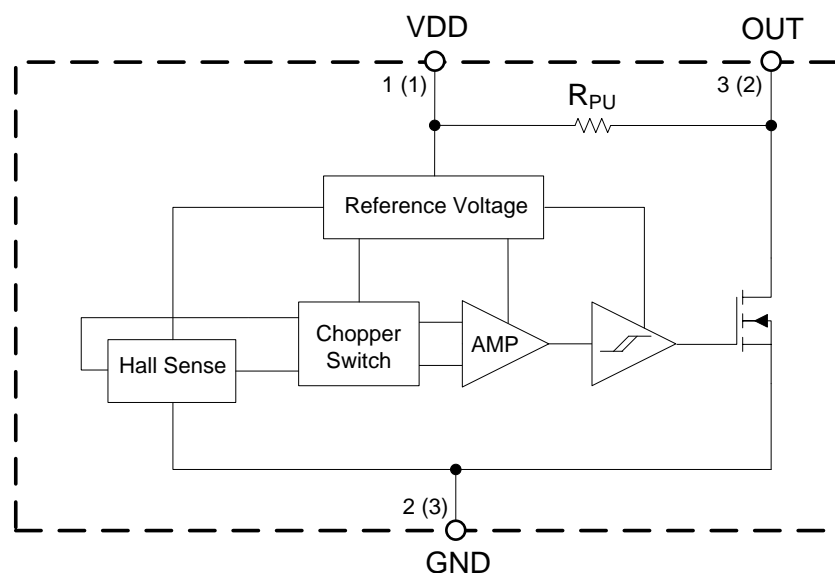 VDD
OUT
1 (1)
3 (2)
RPU
Reference Voltage
Chopper
Switch
AMP
Hall Sense
2 (3)
GND